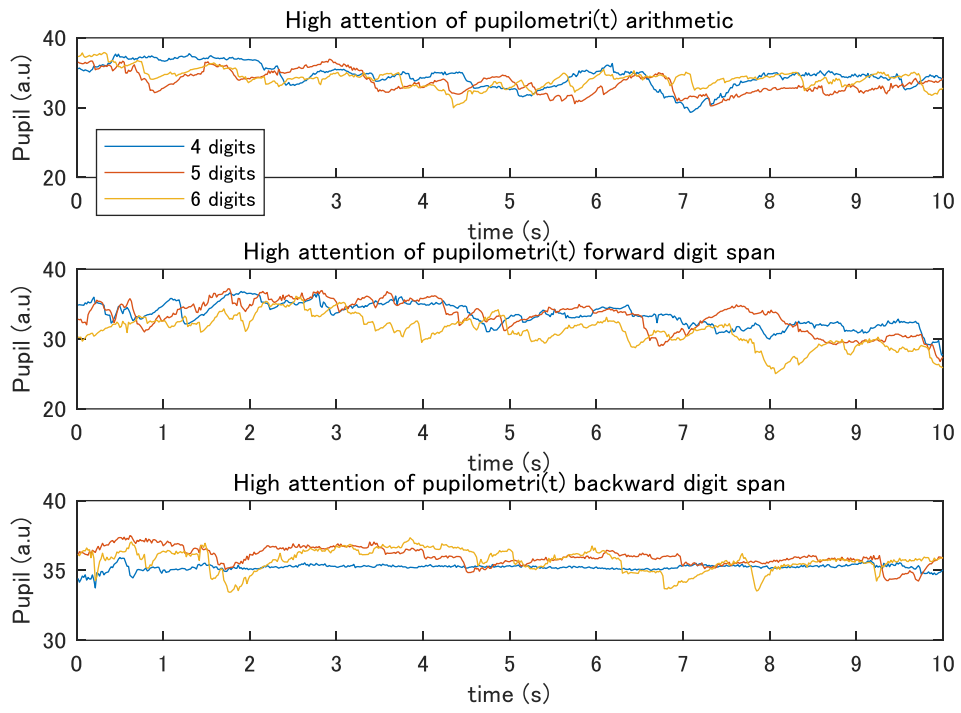 High attention of pupilometri(t) arithmetic
40
30
20
Pupil (a.u)
4 digits
5 digits
6 digits
0 3 4 5 6 7 8 9 10
time (s)
High attention of pupilometri(t) forward digit span
40
30
20
Pupil (a.u)
0 1 2 3 4 5 6 7 8 9 10
time (s)
High attention of pupilometri(t) backward digit span
40
35
30
Pupil (a.u)
0 1 2 3 4 5 6 7 8 9 10
time (s)